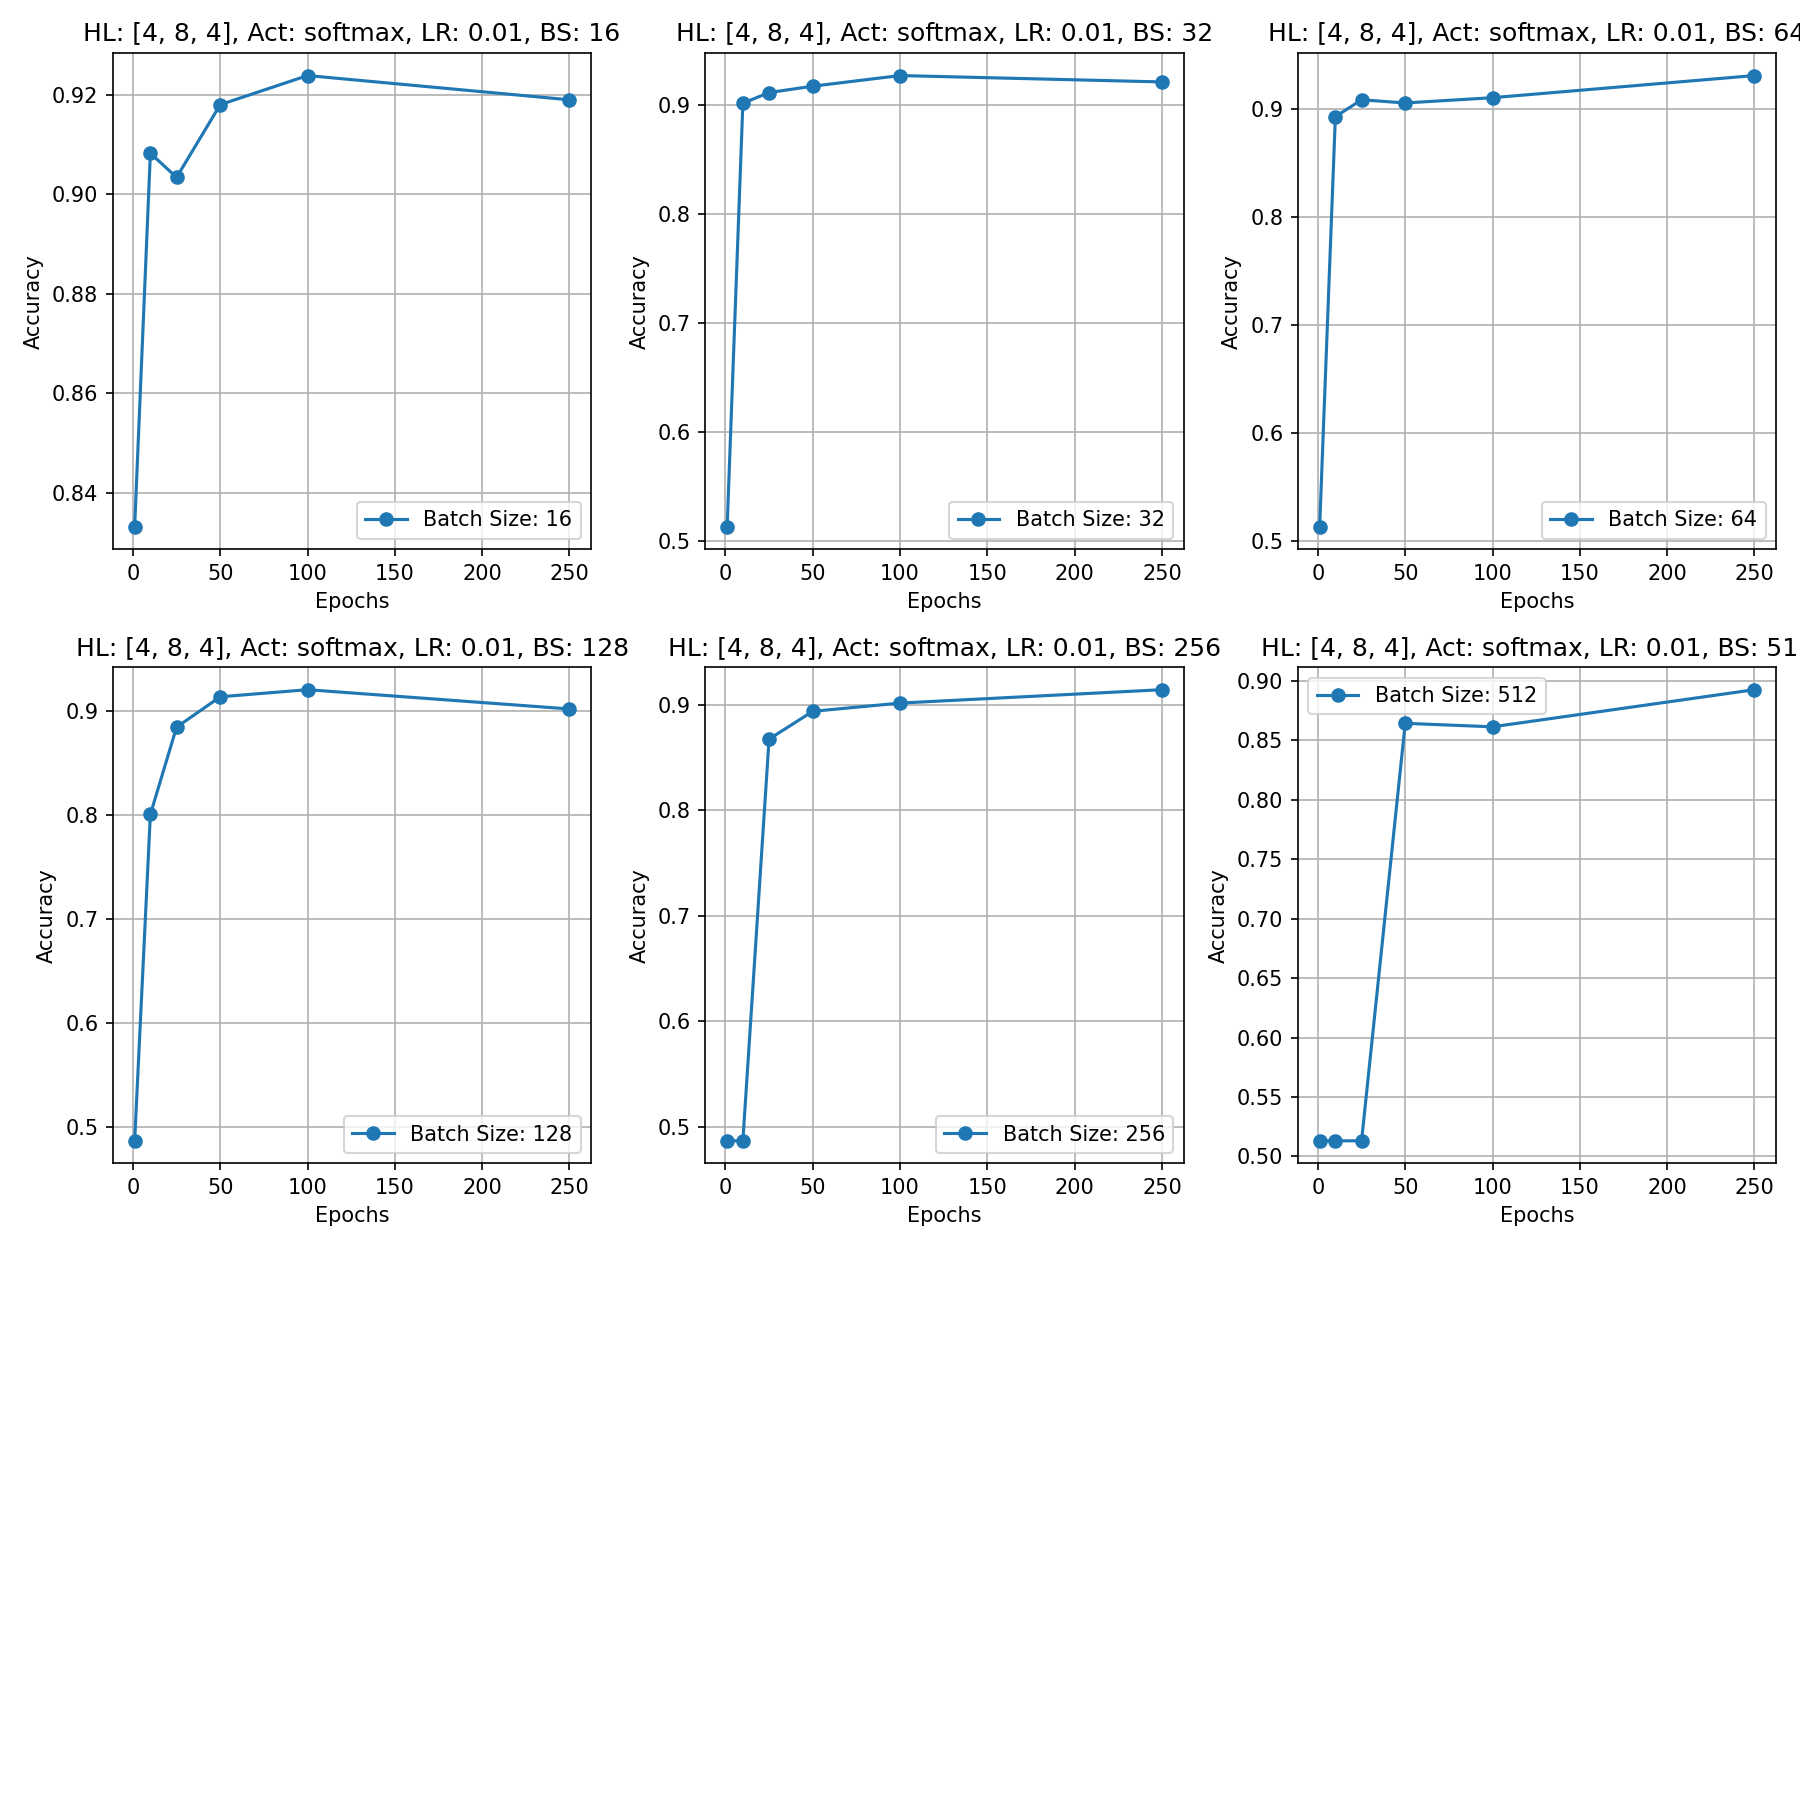 HL: [4, 8, 4], Act: softmax, LR: 0.01, BS: 16
0.92
0.90
0.88
0.86
0.84
Accuracy
Batch Size: 16
0 50 100 150 200 250
Epochs
HL: [4, 8, 4], Act: softmax, LR: 0.01, BS: 32
0.9
0.8
0.7
0.6
0.5
Accuracy
Batch Size: 32
0 50 100 150 200 250
Epochs
HL: [4, 8, 4], Act: softmax, LR: 0.01, BS: 64
0.9
0.8
0.7
0.6
0.5
Accuracy
Batch Size: 64
0 50 100 150 200 250
Epochs
HL: [4, 8, 4], Act: softmax, LR: 0.01, BS: 128
0.9
0.8
0.7
0.6
0.5
Accuracy
Batch Size: 128
0 50 100 150 200 250
Epochs
HL: [4, 8, 4], Act: softmax, LR: 0.01, BS: 256
0.9
0.8
0.7
0.6
0.5
Accuracy
Batch Size: 256
0 50 100 150 200 250
Epochs
HL: [4, 8, 4], Act: softmax, LR: 0.01, BS: 51
0.90
0.85
0.80
0.75
0.70
0.65
0.60
0.55
0.50
Accuracy
Batch Size: 512
0 50 100 150 200 250
Epochs